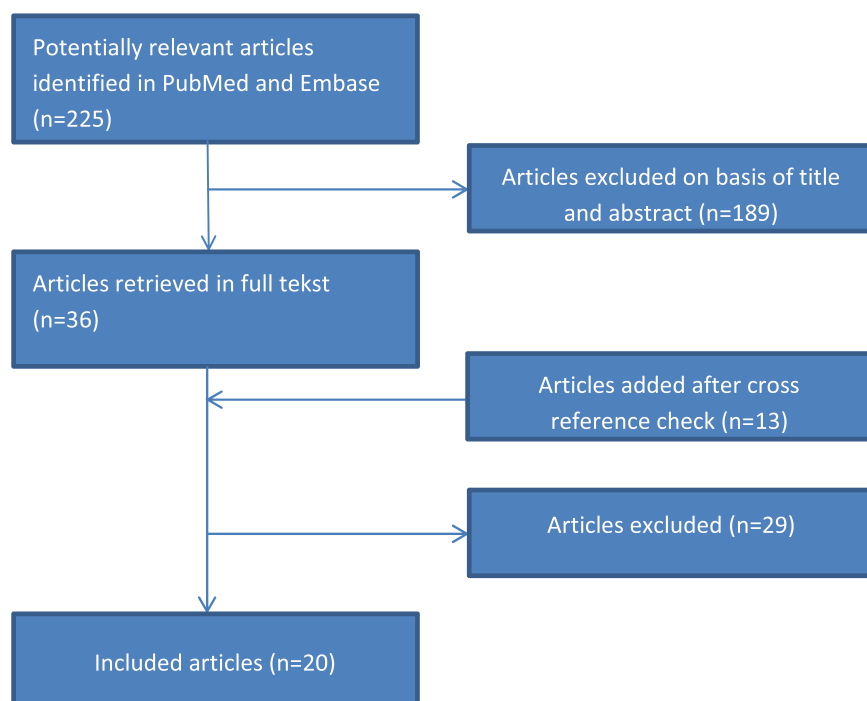 Potentially relevant articles
identified in PubMed and Embase
(n=225)
Articles excluded on basis of title
and abstract (n=189)
Articles retrieved in full tekst
(n=36)
Articles added after cross
reference check (n=13)
Articles excluded (n=29)
Included articles (n=20)